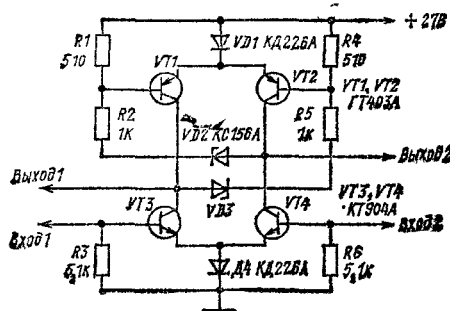 + 27В
R1
510
VD1 КД226А
R4
510
VT1
VT2
VT1, VT2
ГТ403А
R2
1К
VD2 КС156А
R5
1К
Выход2
Выход1
VD3
VT3, VT4
КТ904А
VT3
VT4
Вход1
Вход2
R3
5,1К
Д4 КД226А
R6
5,1К